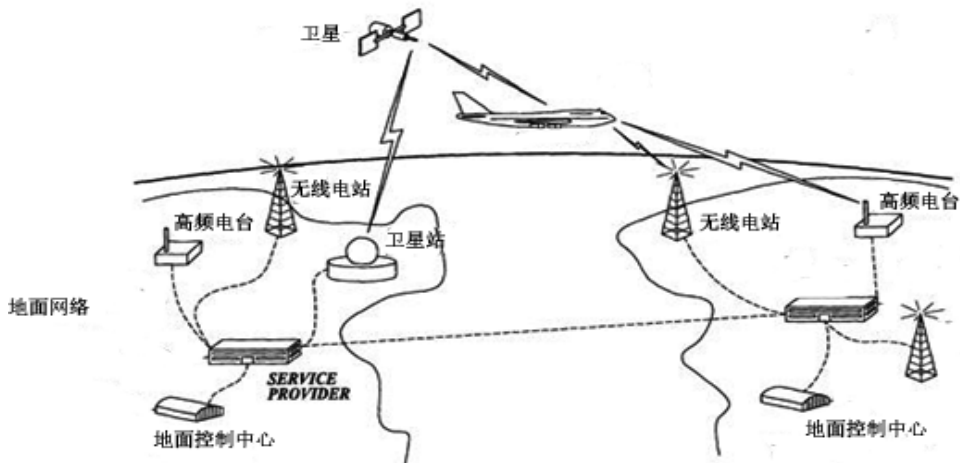 卫星
无线电站
高频电台
卫星站
无线电站
高频电台
地面网络
SERVICE
PROVIDER
地面控制中心
地面控制中心